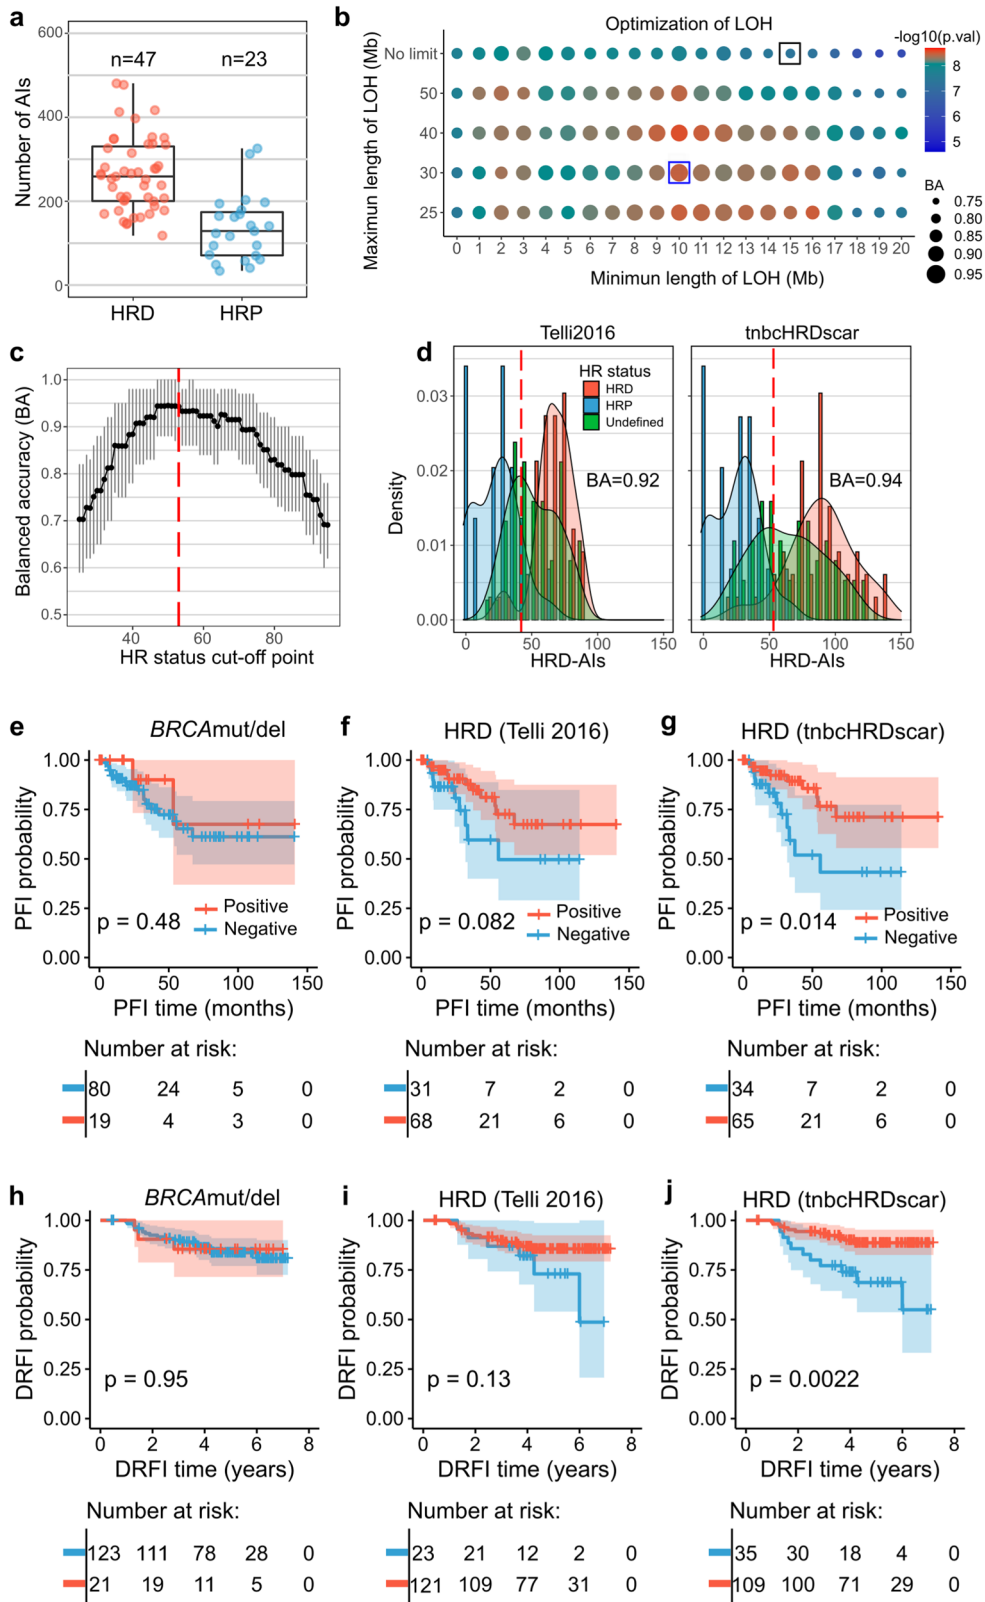 a
600
400
200
0
Number of AIs
n=47
n=23
HRD
HRP
b
Optimization of LOH
Maximun length of LOH (Mb)
No limit
50
40
30
25
0 1 2 3 4 5 6 7 8 9 10 11 12 13 14 15 16 17 18 19 20
Minimun length of LOH (Mb)
-log10(p.val)
8
7
6
5
BA
0.75
0.80
0.85
0.90
0.95
c
Balanced accuracy (BA)
1.0
0.9
0.8
0.7
0.6
0.5
40 60 80
HR status cut-off point
d
Telli2016
tnbcHRDscar
Density
0.03
0.02
0.01
0.00
HR status
HRD
HRP
Undefined
BA=0.92
BA=0.94
0 50 100 150
0 50 100 150
HRD-AIs
HRD-AIs
e
BRCAmut/del
PFI probability
1.00
0.75
0.50
0.25
0.00
p = 0.48
Positive
Negative
0 50 100 150
PFI time (months)
Number at risk:
80 24 5 0
19 4 3 0
f
HRD (Telli 2016)
PFI probability
1.00
0.75
0.50
0.25
0.00
p = 0.082
Positive
Negative
0 50 100 150
PFI time (months)
Number at risk:
31 7 2 0
68 21 6 0
g
HRD (tnbcHRDscar)
PFI probability
1.00
0.75
0.50
0.25
0.00
p = 0.014
Positive
Negative
0 50 100 150
PFI time (months)
Number at risk:
34 7 2 0
65 21 6 0
h
BRCAmut/del
DRFI probability
1.00
0.75
0.50
0.25
0.00
p = 0.95
0 2 4 6 8
DRFI time (years)
Number at risk:
123 111 78 28 0
21 19 11 5 0
i
HRD (Telli 2016)
DRFI probability
1.00
0.75
0.50
0.25
0.00
p = 0.13
0 2 4 6 8
DRFI time (years)
Number at risk:
23 21 12 2 0
121 109 77 31 0
j
HRD (tnbcHRDscar)
DRFI probability
1.00
0.75
0.50
0.25
0.00
p = 0.0022
0 2 4 6 8
DRFI time (years)
Number at risk:
35 30 18 4 0
109 100 71 29 0